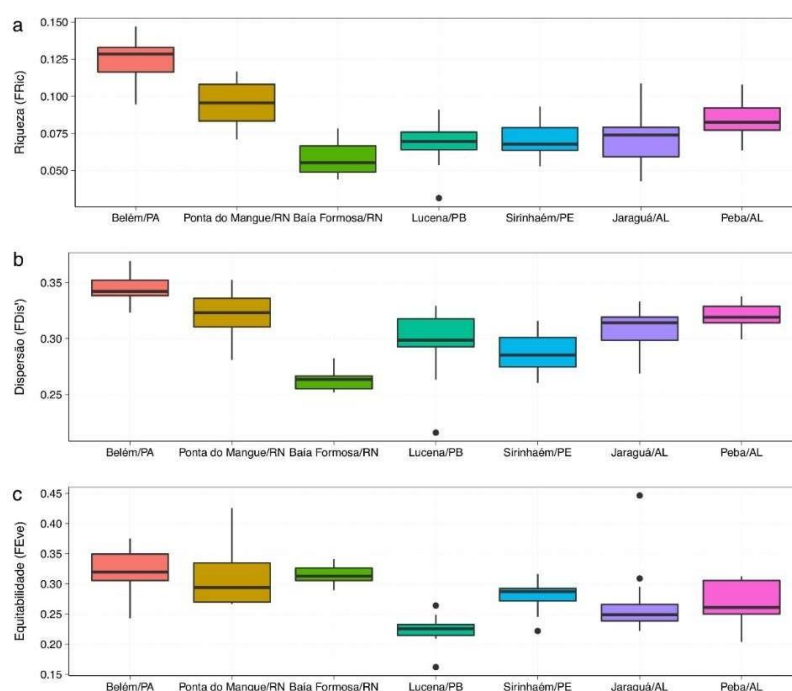 a
Riqueza (FRic)
0.150
0.125
0.100
0.075
0.050
Belém/PA Ponta do Mangue/RN Baía Formosa/RN Lucena/PB Sirinhaém/PE Jaraguá/AL Peba/AL
b
Dispersão (FDis')
0.35
0.30
0.25
Belém/PA Ponta do Mangue/RN Baía Formosa/RN Lucena/PB Sirinhaém/PE Jaraguá/AL Peba/AL
c
Equitabilidade (FEve)
0.45
0.40
0.35
0.30
0.25
0.20
0.15
Belém/PA Ponta do Mangue/RN Baía Formosa/RN Lucena/PB Sirinhaém/PE Jaraguá/AL Peba/AL